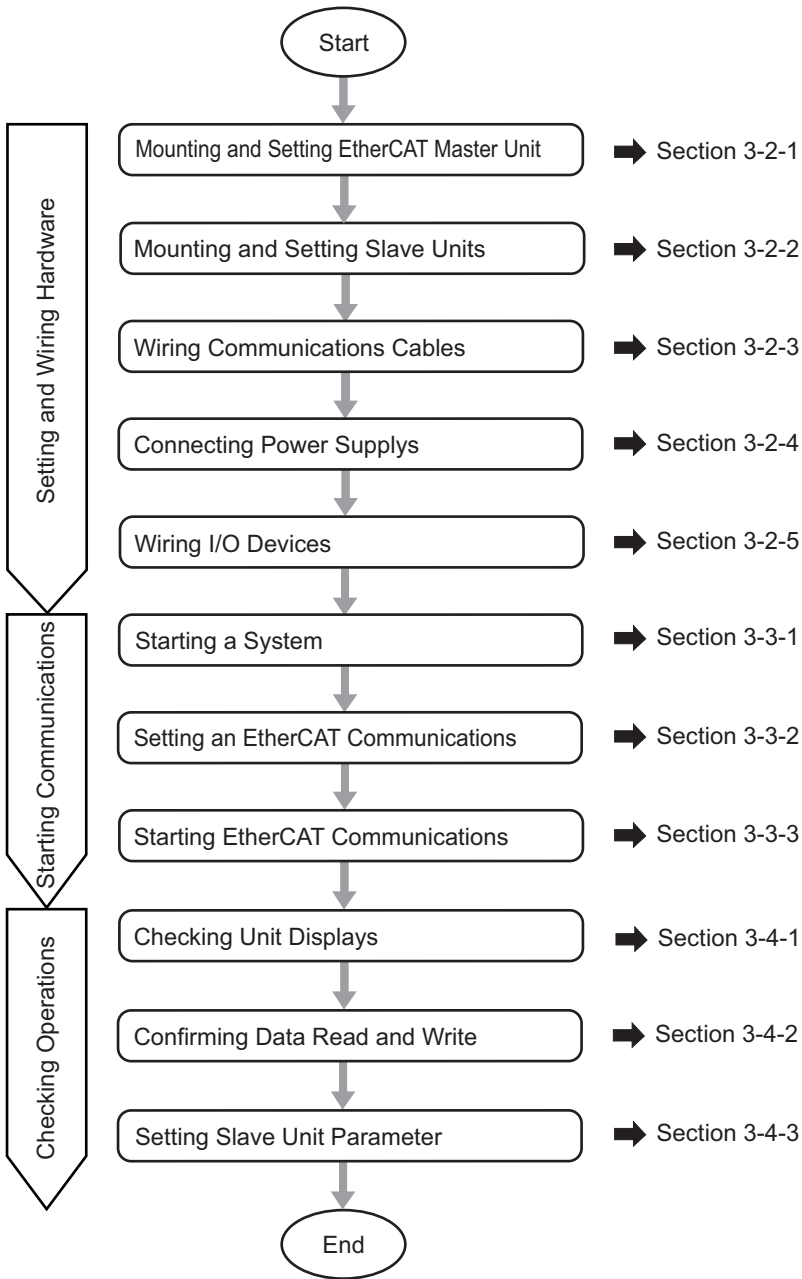 Start
Setting and Wiring Hardware
Mounting and Setting EtherCAT Master Unit
Section 3-2-1
Mounting and Setting Slave Units
Section 3-2-2
Wiring Communications Cables
Section 3-2-3
Connecting Power Supplys
Section 3-2-4
Wiring I/O Devices
Section 3-2-5
Starting Communications
Starting a System
Section 3-3-1
Setting an EtherCAT Communications
Section 3-3-2
Starting EtherCAT Communications
Section 3-3-3
Checking Operations
Checking Unit Displays
Section 3-4-1
Confirming Data Read and Write
Section 3-4-2
Setting Slave Unit Parameter
Section 3-4-3
End